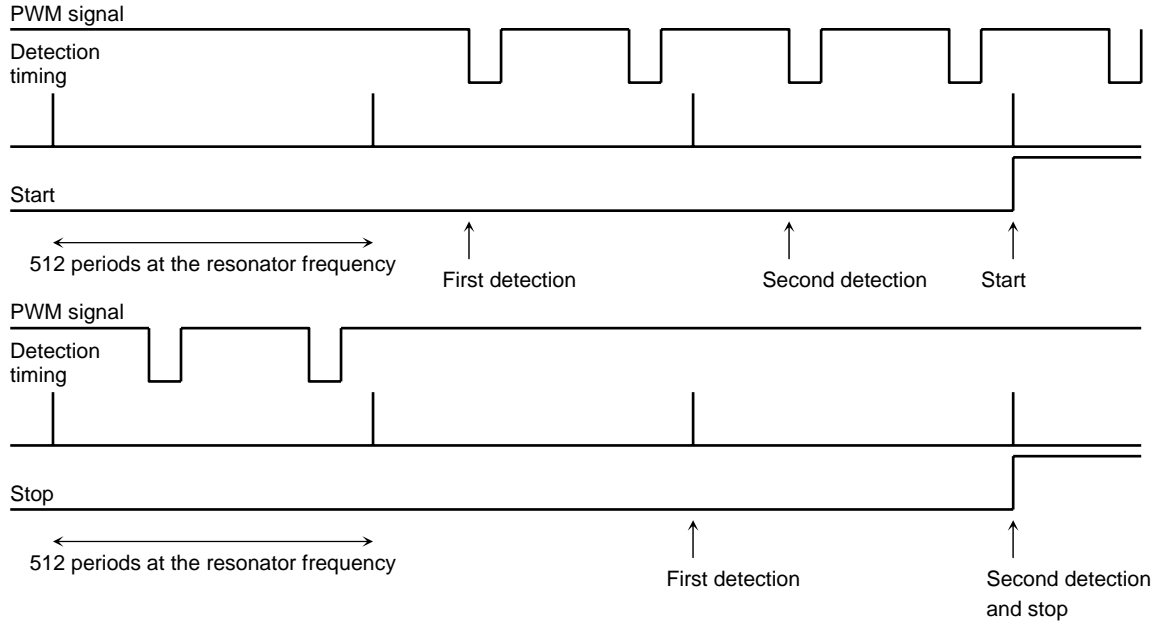 PWM signal
Detection
timing
Start
512 periods at the resonator frequency
First detection
Second detection
Start
PWM signal
Detection
timing
Stop
512 periods at the resonator frequency
First detection
Second detection
and stop